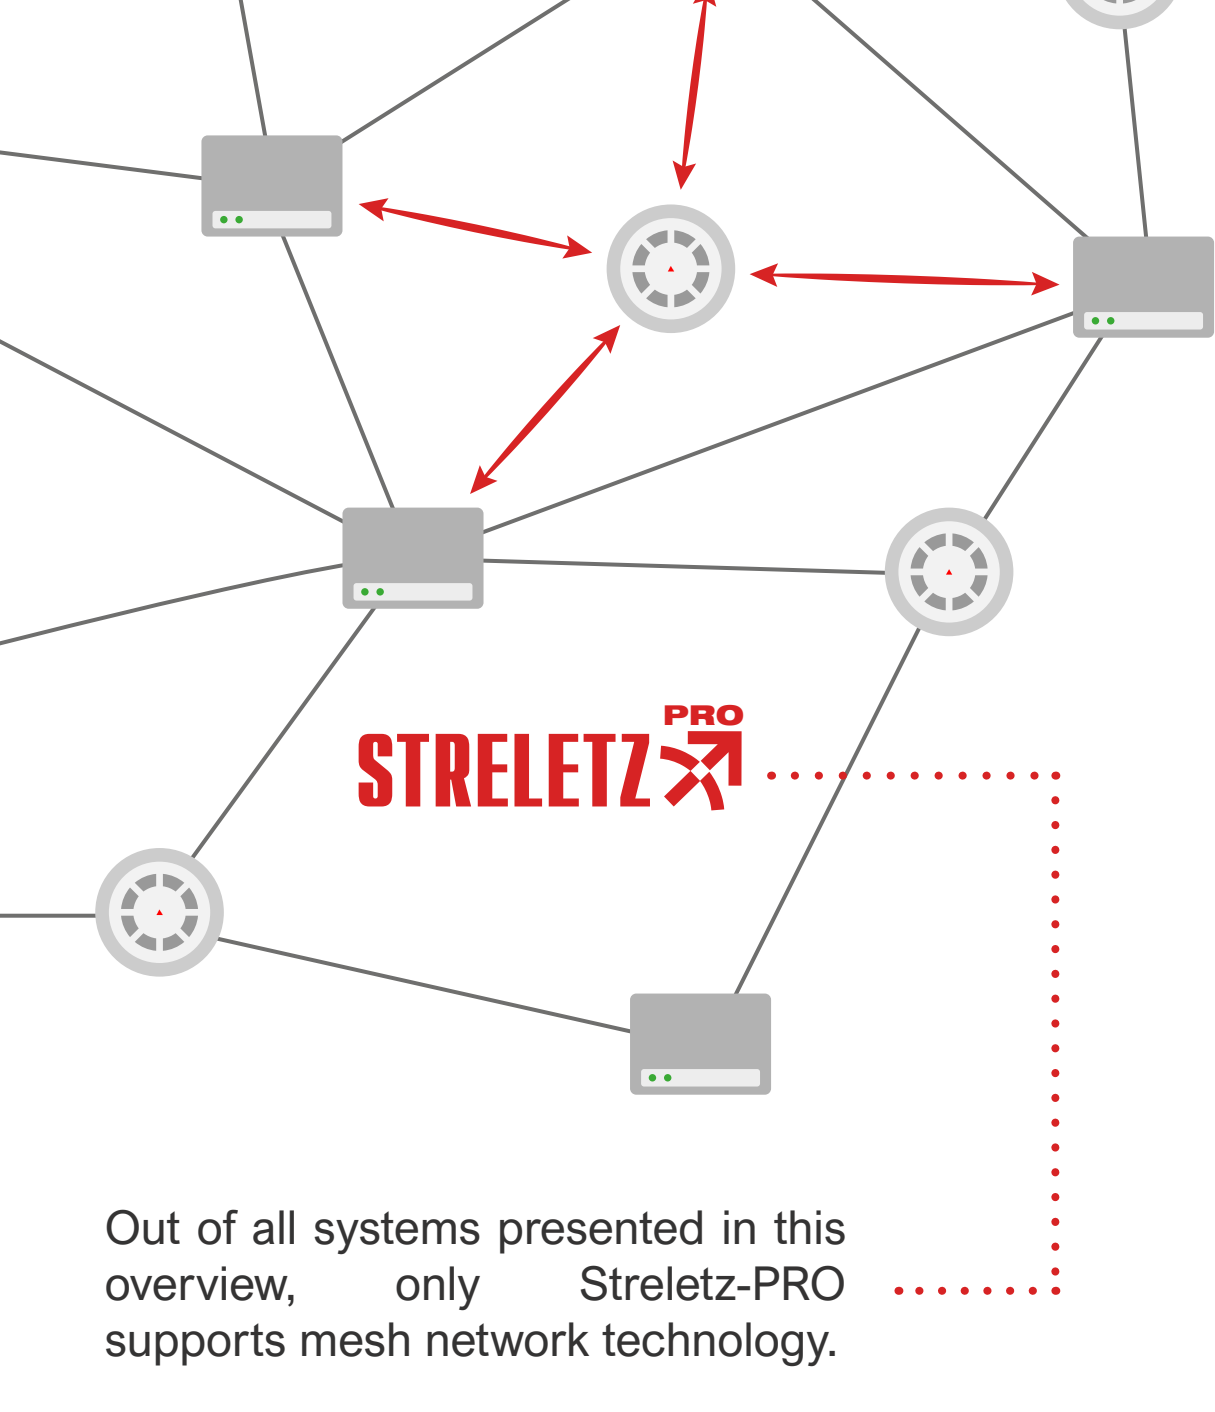 PRO
STRELETZ
Out of all systems presented in this
overview, only Streletz-PRO
supports mesh network technology.